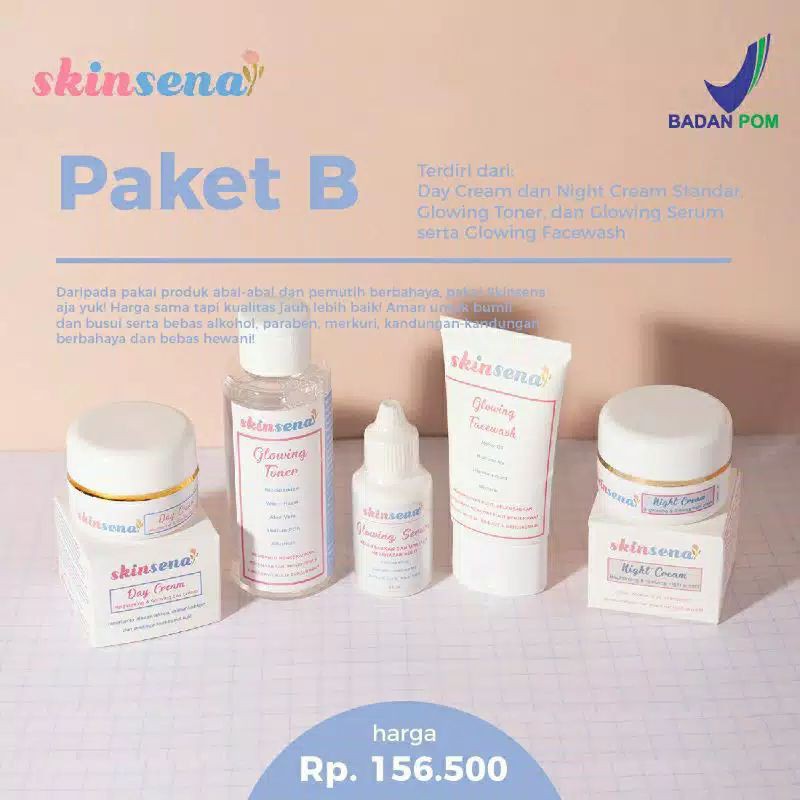 skinsena
BADAN POM
Paket B
Terdiri dari:
Day Cream dan Night Cream Standar,
Glowing Toner, dan Glowing Serum
serta Glowing Facewash
Daripada pakai produk abal-abal dan pemutih berbahaya, pakai Skinsena
aja yuk! Harga sama tapi kualitas jauh lebih baik! Aman untuk bumil
dan busui serta bebas alkohol, paraben, merkuri, kandungan-kandungan
berbahaya dan bebas hewani!
skinsena
Day Cream
skinsena
Day Cream
skinsena
Glowing
Toner
Aloe Vera
skinsena
Glowing Serum
skinsena
Glowing
Facewash
skinsena
Night Cream
skinsena
Night Cream
harga
Rp. 156.500